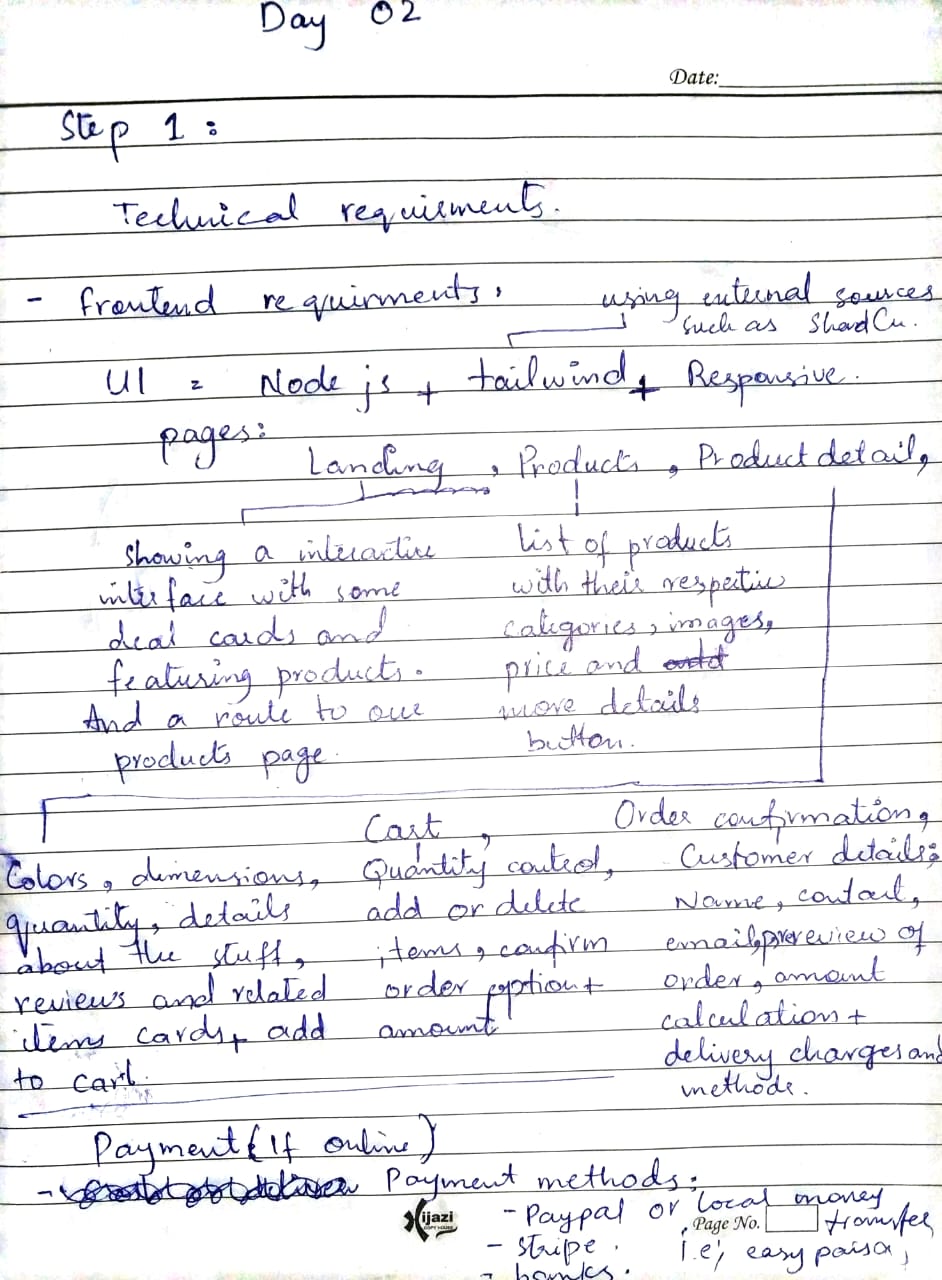 Day 02
Date:
Step 1 :
Technical requirments.
- frontend requirments,
using external sources
such as ShardCn.
UI = Node js + tailwind + Responsive.
pages:
Landing , Products , Product detail,
showing a interactive
interface with some
deal cards and
featuring products.
And a route to our
products page.
list of products
with their respective
categories, images,
price and
more details
button.
Colors, dimensions,
quantity, details
about the stuff,
reviews and related
items cards + add
to cart.
Cart ,
Quantity control,
add or delete
items, confirm
order option +
amount
Order confirmation,
Customer details:
Name, contact,
email, review of
order, amount
calculation +
delivery charges and
methode.
Payment (If online)
- Payment methods:
- Paypal or local money
transfer
i.e, easy paisa,
- stripe.
- banks.
ijazi
COPY HOUSE
Page No.